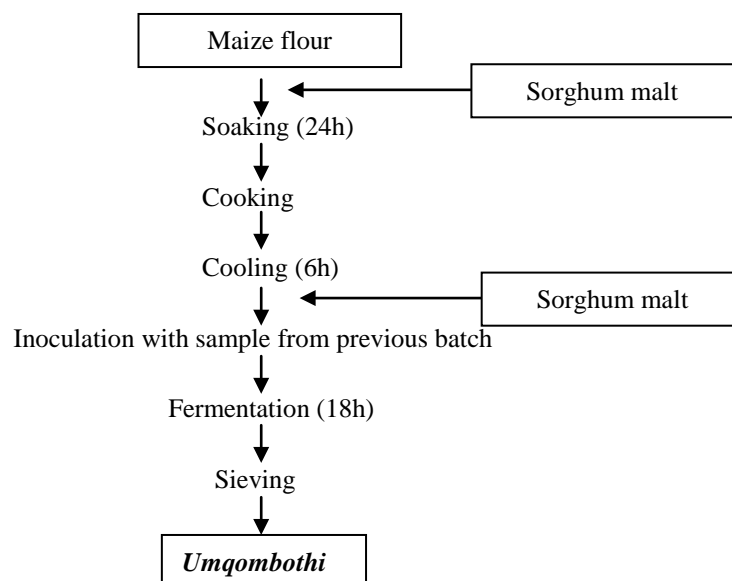 Maize flour
Sorghum malt
Soaking (24h)
Cooking
Cooling (6h)
Sorghum malt
Inoculation with sample from previous batch
Fermentation (18h)
Sieving
Umqombothi